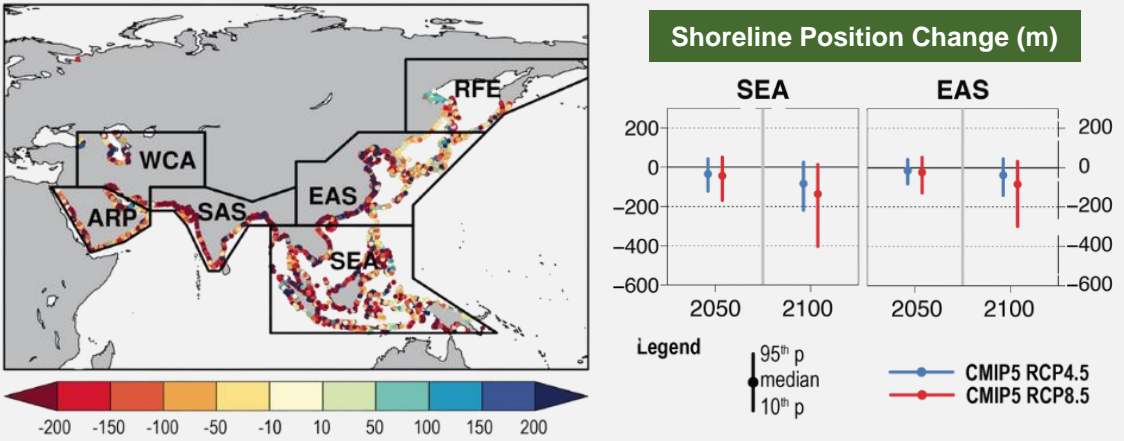 RFE
WCA
EAS
ARP
SAS
SEA
-200 -150 -100 -50 -10 10 50 100 150 200
Shoreline Position Change (m)
SEA EAS
200 200
0 0
−200 −200
−400 −400
−600 −600
2050 2100 2050 2100
Legend
95th p
median
10th p
CMIP5 RCP4.5
CMIP5 RCP8.5